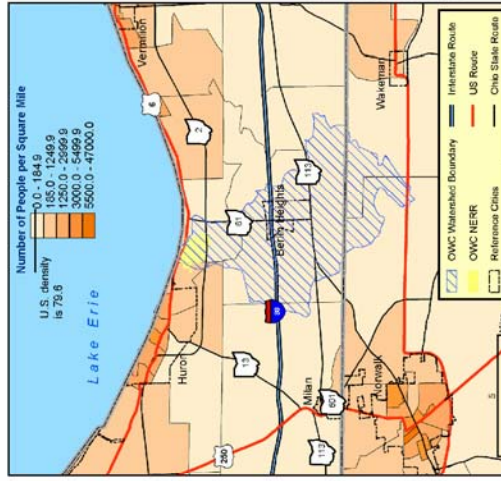 Number of People per Square Mile
U.S. density
is 79.6
0.0 - 184.9
185.0 - 1249.9
1250.0 - 2999.9
3000.0 - 5499.9
5500.0 - 47000.0
Lake Erie
Vermilion
6
2
Huron
61
Berlin Heights
113
Wakeman
90
13
Milan
601
250
113
Norwalk
5
OWC Watershed Boundary
OWC NERR
Reference Cities
Interstate Route
US Route
Ohio State Route